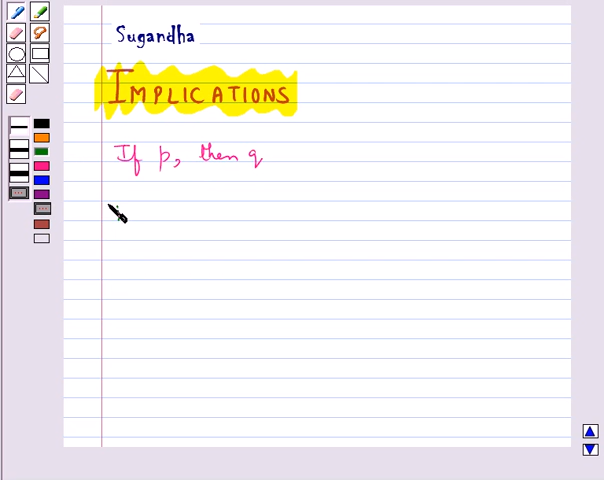 Sugandha
IMPLICATIONS
If p, then q